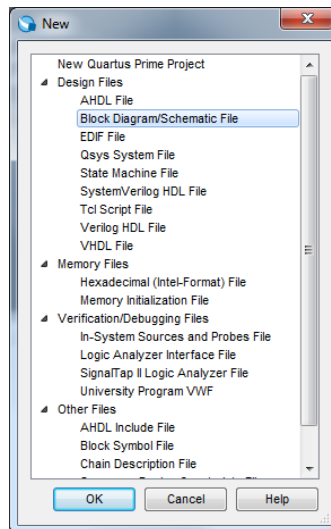 New
New Quartus Prime Project
Design Files
AHDL File
Block Diagram/Schematic File
EDIF File
Qsys System File
State Machine File
SystemVerilog HDL File
Tcl Script File
Verilog HDL File
VHDL File
Memory Files
Hexadecimal (Intel-Format) File
Memory Initialization File
Verification/Debugging Files
In-System Sources and Probes File
Logic Analyzer Interface File
SignalTap II Logic Analyzer File
University Program VWF
Other Files
AHDL Include File
Block Symbol File
Chain Description File
OK Cancel Help